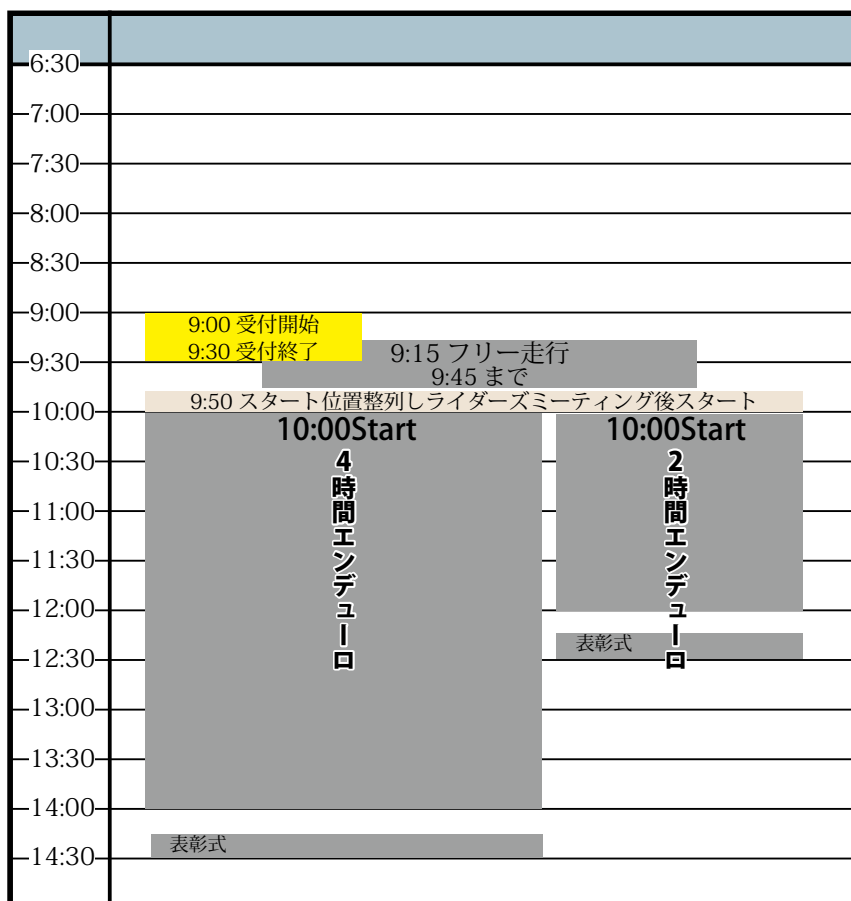 6:30
7:00
7:30
8:00
8:30
9:00
9:00 受付開始
9:30 受付終了
9:30
9:15 フリー走行
9:45 まで
9:50 スタート位置整列しライダーズミーティング後スタート
10:00
10:00Start
4時間エンデューロ
10:00Start
2時間エンデューロ
10:30
11:00
11:30
12:00
表彰式
12:30
13:00
13:30
14:00
表彰式
14:30